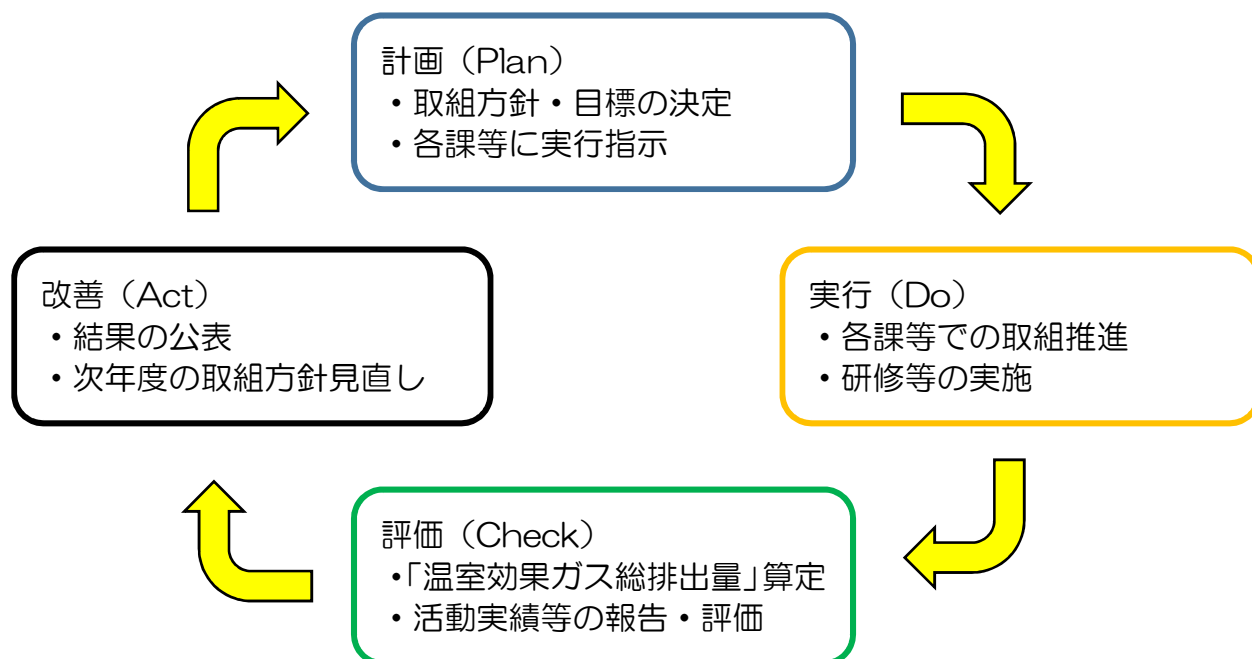 計画（Plan）
・取組方針・目標の決定
・各課等に実行指示
改善（Act）
・結果の公表
・次年度の取組方針見直し
実行（Do）
・各課等での取組推進
・研修等の実施
評価（Check）
・「温室効果ガス総排出量」算定
・活動実績等の報告・評価